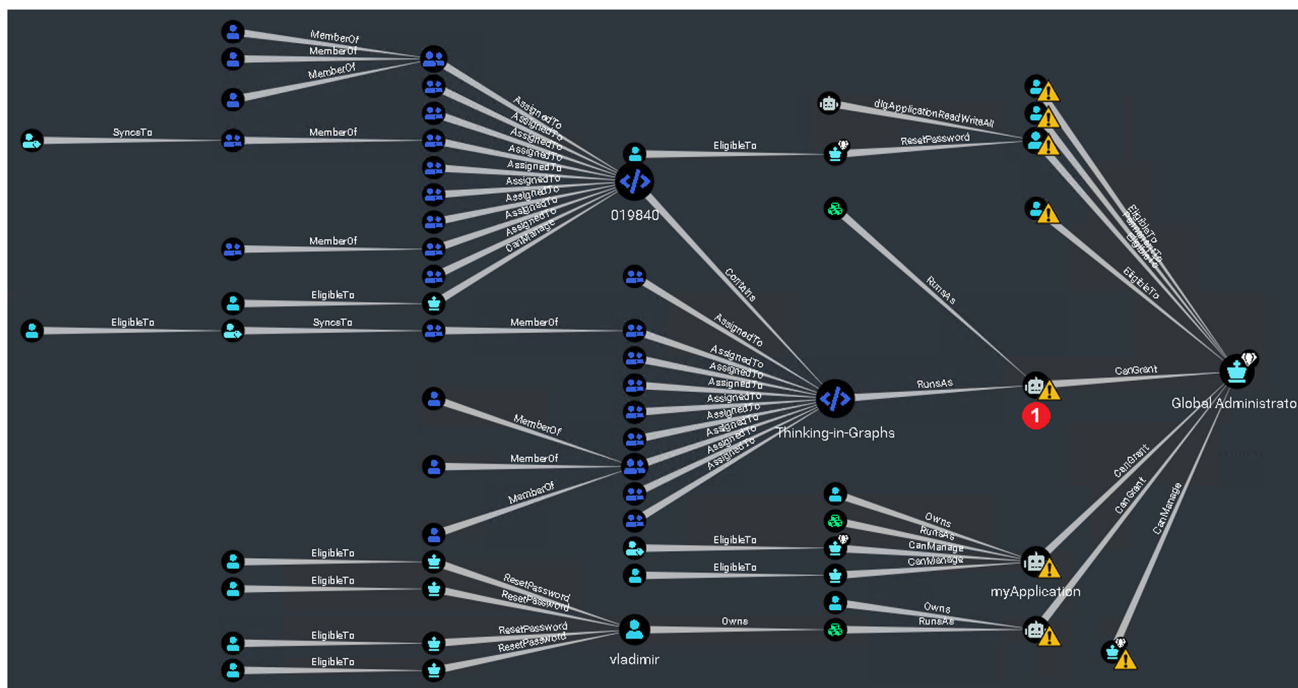 MemberOf
MemberOf
MemberOf
SyncsTo
MemberOf
AssignedTo
AssignedTo
AssignedTo
AssignedTo
AssignedTo
AssignedTo
AssignedTo
AssignedTo
AssignedTo
CanManage
019840
EligibleTo
dlgApplicationReadWriteAll
ResetPassword
MemberOf
EligibleTo
EligibleTo
SyncsTo
MemberOf
Contains
RunsAs
EligibleTo
EligibleTo
EligibleTo
AssignedTo
AssignedTo
AssignedTo
AssignedTo
AssignedTo
AssignedTo
AssignedTo
AssignedTo
Thinking-in-Graphs
RunsAs
1
CanGrant
Global Administrato
MemberOf
MemberOf
MemberOf
CanGrant
CanGrant
CanManage
Owns
RunsAs
EligibleTo
CanManage
EligibleTo
CanManage
myApplication
EligibleTo
EligibleTo
ResetPassword
ResetPassword
EligibleTo
EligibleTo
ResetPassword
ResetPassword
vladimir
Owns
Owns
RunsAs